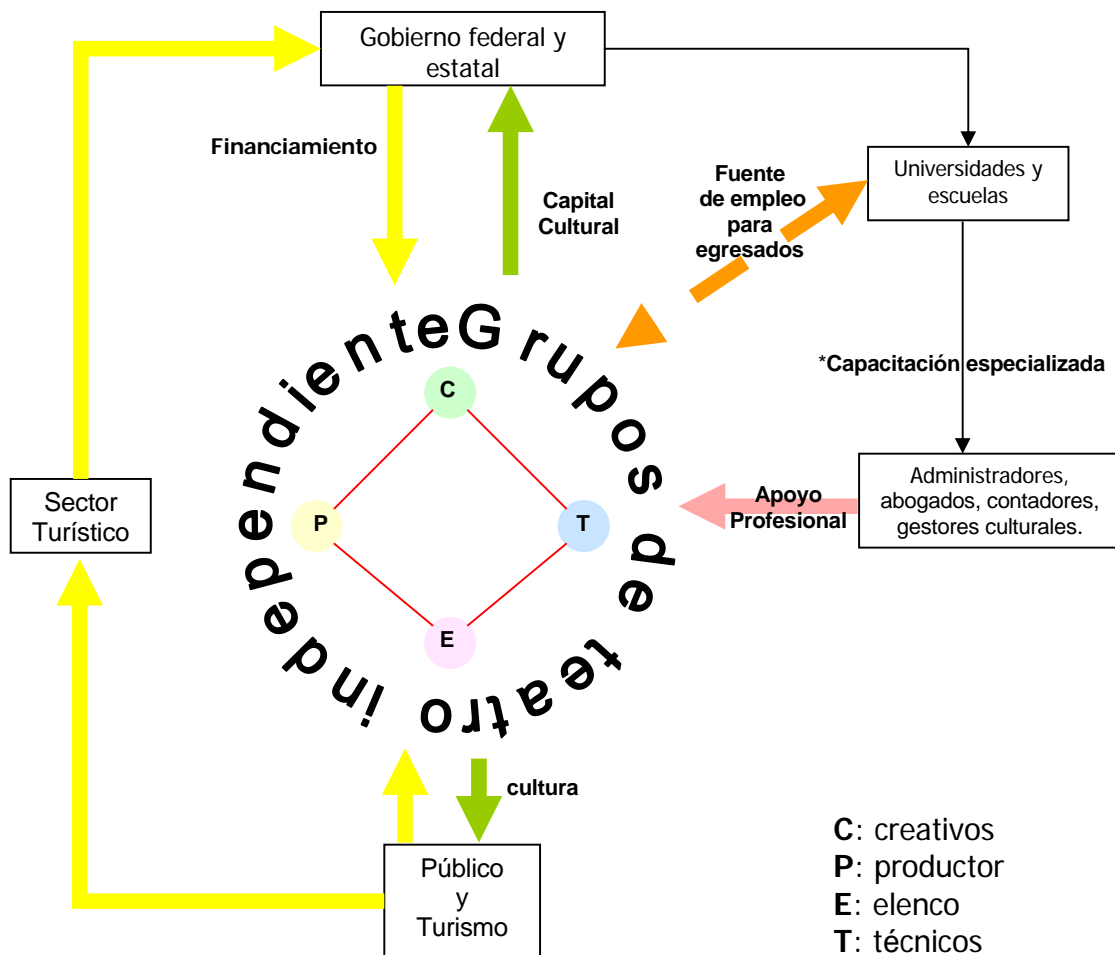 Gobierno federal y
estatal
Financiamiento
Capital
Cultural
Fuente
de empleo
para
egresados
Universidades y
escuelas
*Capacitación especializada
Administradores,
abogados, contadores,
gestores culturales.
Apoyo
Profesional
Grupos de teatro independiente
C
P
T
E
Sector
Turístico
cultura
Público
y
Turismo
C: creativos
P: productor
E: elenco
T: técnicos